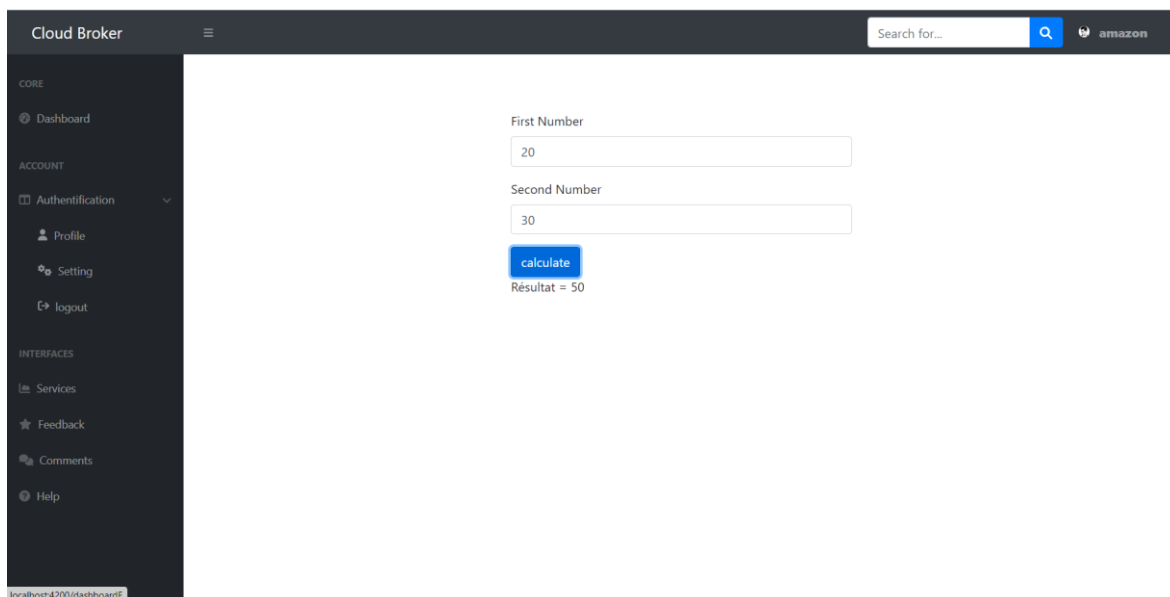 Cloud Broker
Search for...
amazon
CORE
Dashboard
ACCOUNT
Authentification
Profile
Setting
logout
INTERFACES
Services
Feedback
Comments
Help
First Number
20
Second Number
30
calculate
Résultat = 50
localhost:4200/dashboardF